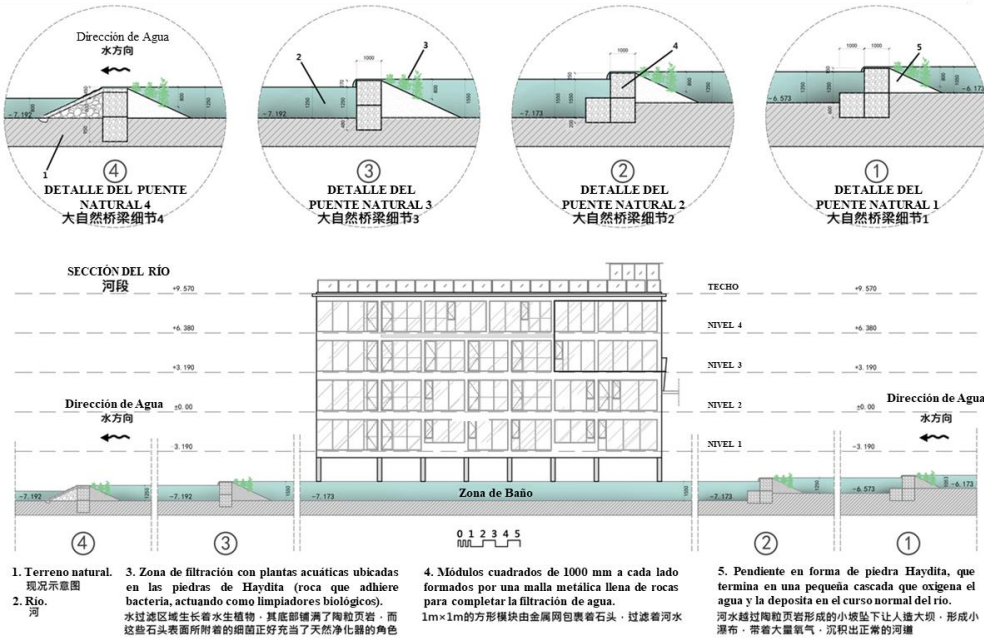 Dirección de Agua
水方向
1000
3
2
1000
4
1000
1000
5
-7.192
-7.192
-7.173
-6.573
-6.173
1
④
③
②
①
DETALLE DEL PUENTE
NATURAL 4
大自然桥梁细节4
DETALLE DEL
PUENTE NATURAL 3
大自然桥梁细节3
DETALLE DEL
PUENTE NATURAL 2
大自然桥梁细节2
DETALLE DEL
PUENTE NATURAL 1
大自然桥梁细节1
SECCIÓN DEL RÍO
河段
+9.570
TECHO
+9.570
+6.380
NIVEL 4
+6.380
+3.190
NIVEL 3
+3.190
Dirección de Agua
水方向
±0.00
NIVEL 2
±0.00
Dirección de Agua
水方向
-3.190
NIVEL 1
-3.190
-7.192
-7.192
-7.173
Zona de Baño
-7.173
-6.573
-6.173
④
③
0 1 2 3 4 5
②
①
1. Terreno natural.
现况示意图
2. Río.
河
3. Zona de filtración con plantas acuáticas ubicadas
en las piedras de Haydita (roca que adhiere
bacteria, actuando como limpiadores biológicos).
水过滤区域生长着水生植物，其底部铺满了陶粒页岩，而
这些石头表面所附着的细菌正好充当了天然净化器的角色
4. Módulos cuadrados de 1000 mm a cada lado
formados por una malla metálica llena de rocas
para completar la filtración de agua.
1m×1m的方形模块由金属网包裹着石头，过滤着河水
5. Pendiente en forma de piedra Haydita, que
termina en una pequeña cascada que oxigena el
agua y la deposita en el curso normal del río.
河水越过陶粒页岩形成的小坡坠下让人造大坝，形成小
瀑布，带着大量氧气，沉积出正常的河道